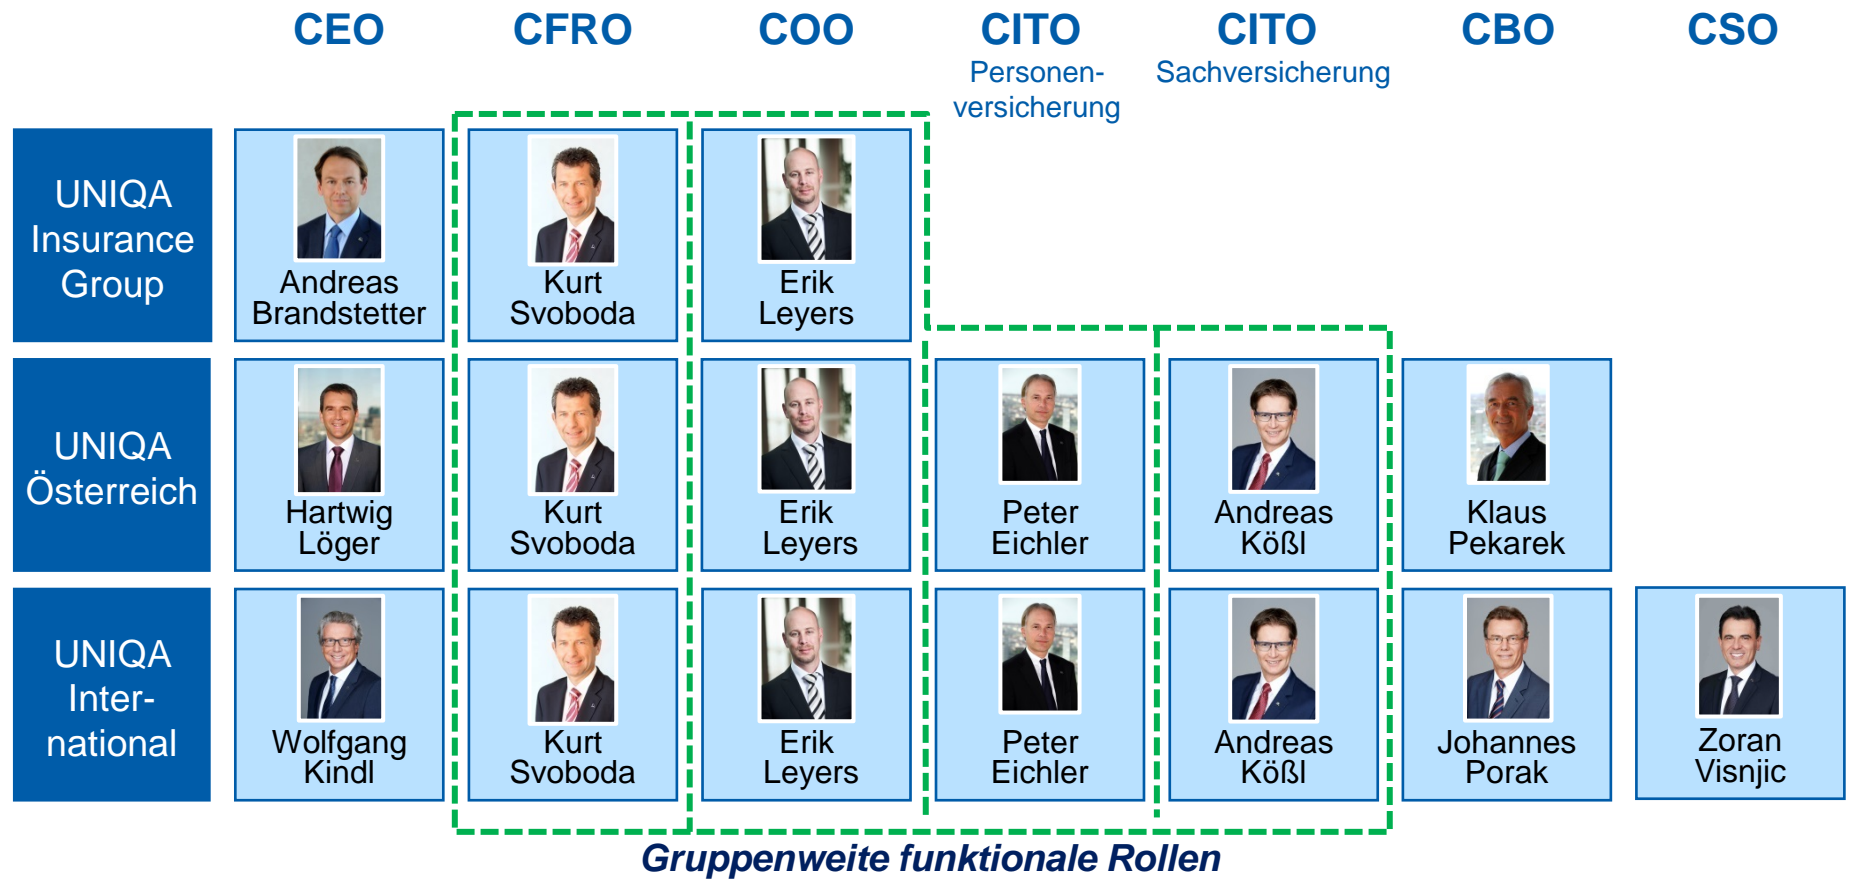 CEO
CFRO
COO
CITO
CITO
CBO
CSO
Personen-
versicherung
Sachversicherung
UNIQA
Insurance
Group
Andreas
Brandstetter
Kurt
Svoboda
Erik
Leyers
UNIQA
Österreich
Hartwig
Löger
Kurt
Svoboda
Erik
Leyers
Peter
Eichler
Andreas
Kößl
Klaus
Pekarek
UNIQA
Inter-
national
Wolfgang
Kindl
Kurt
Svoboda
Erik
Leyers
Peter
Eichler
Andreas
Kößl
Johannes
Porak
Zoran
Visnjic
Gruppenweite funktionale Rollen